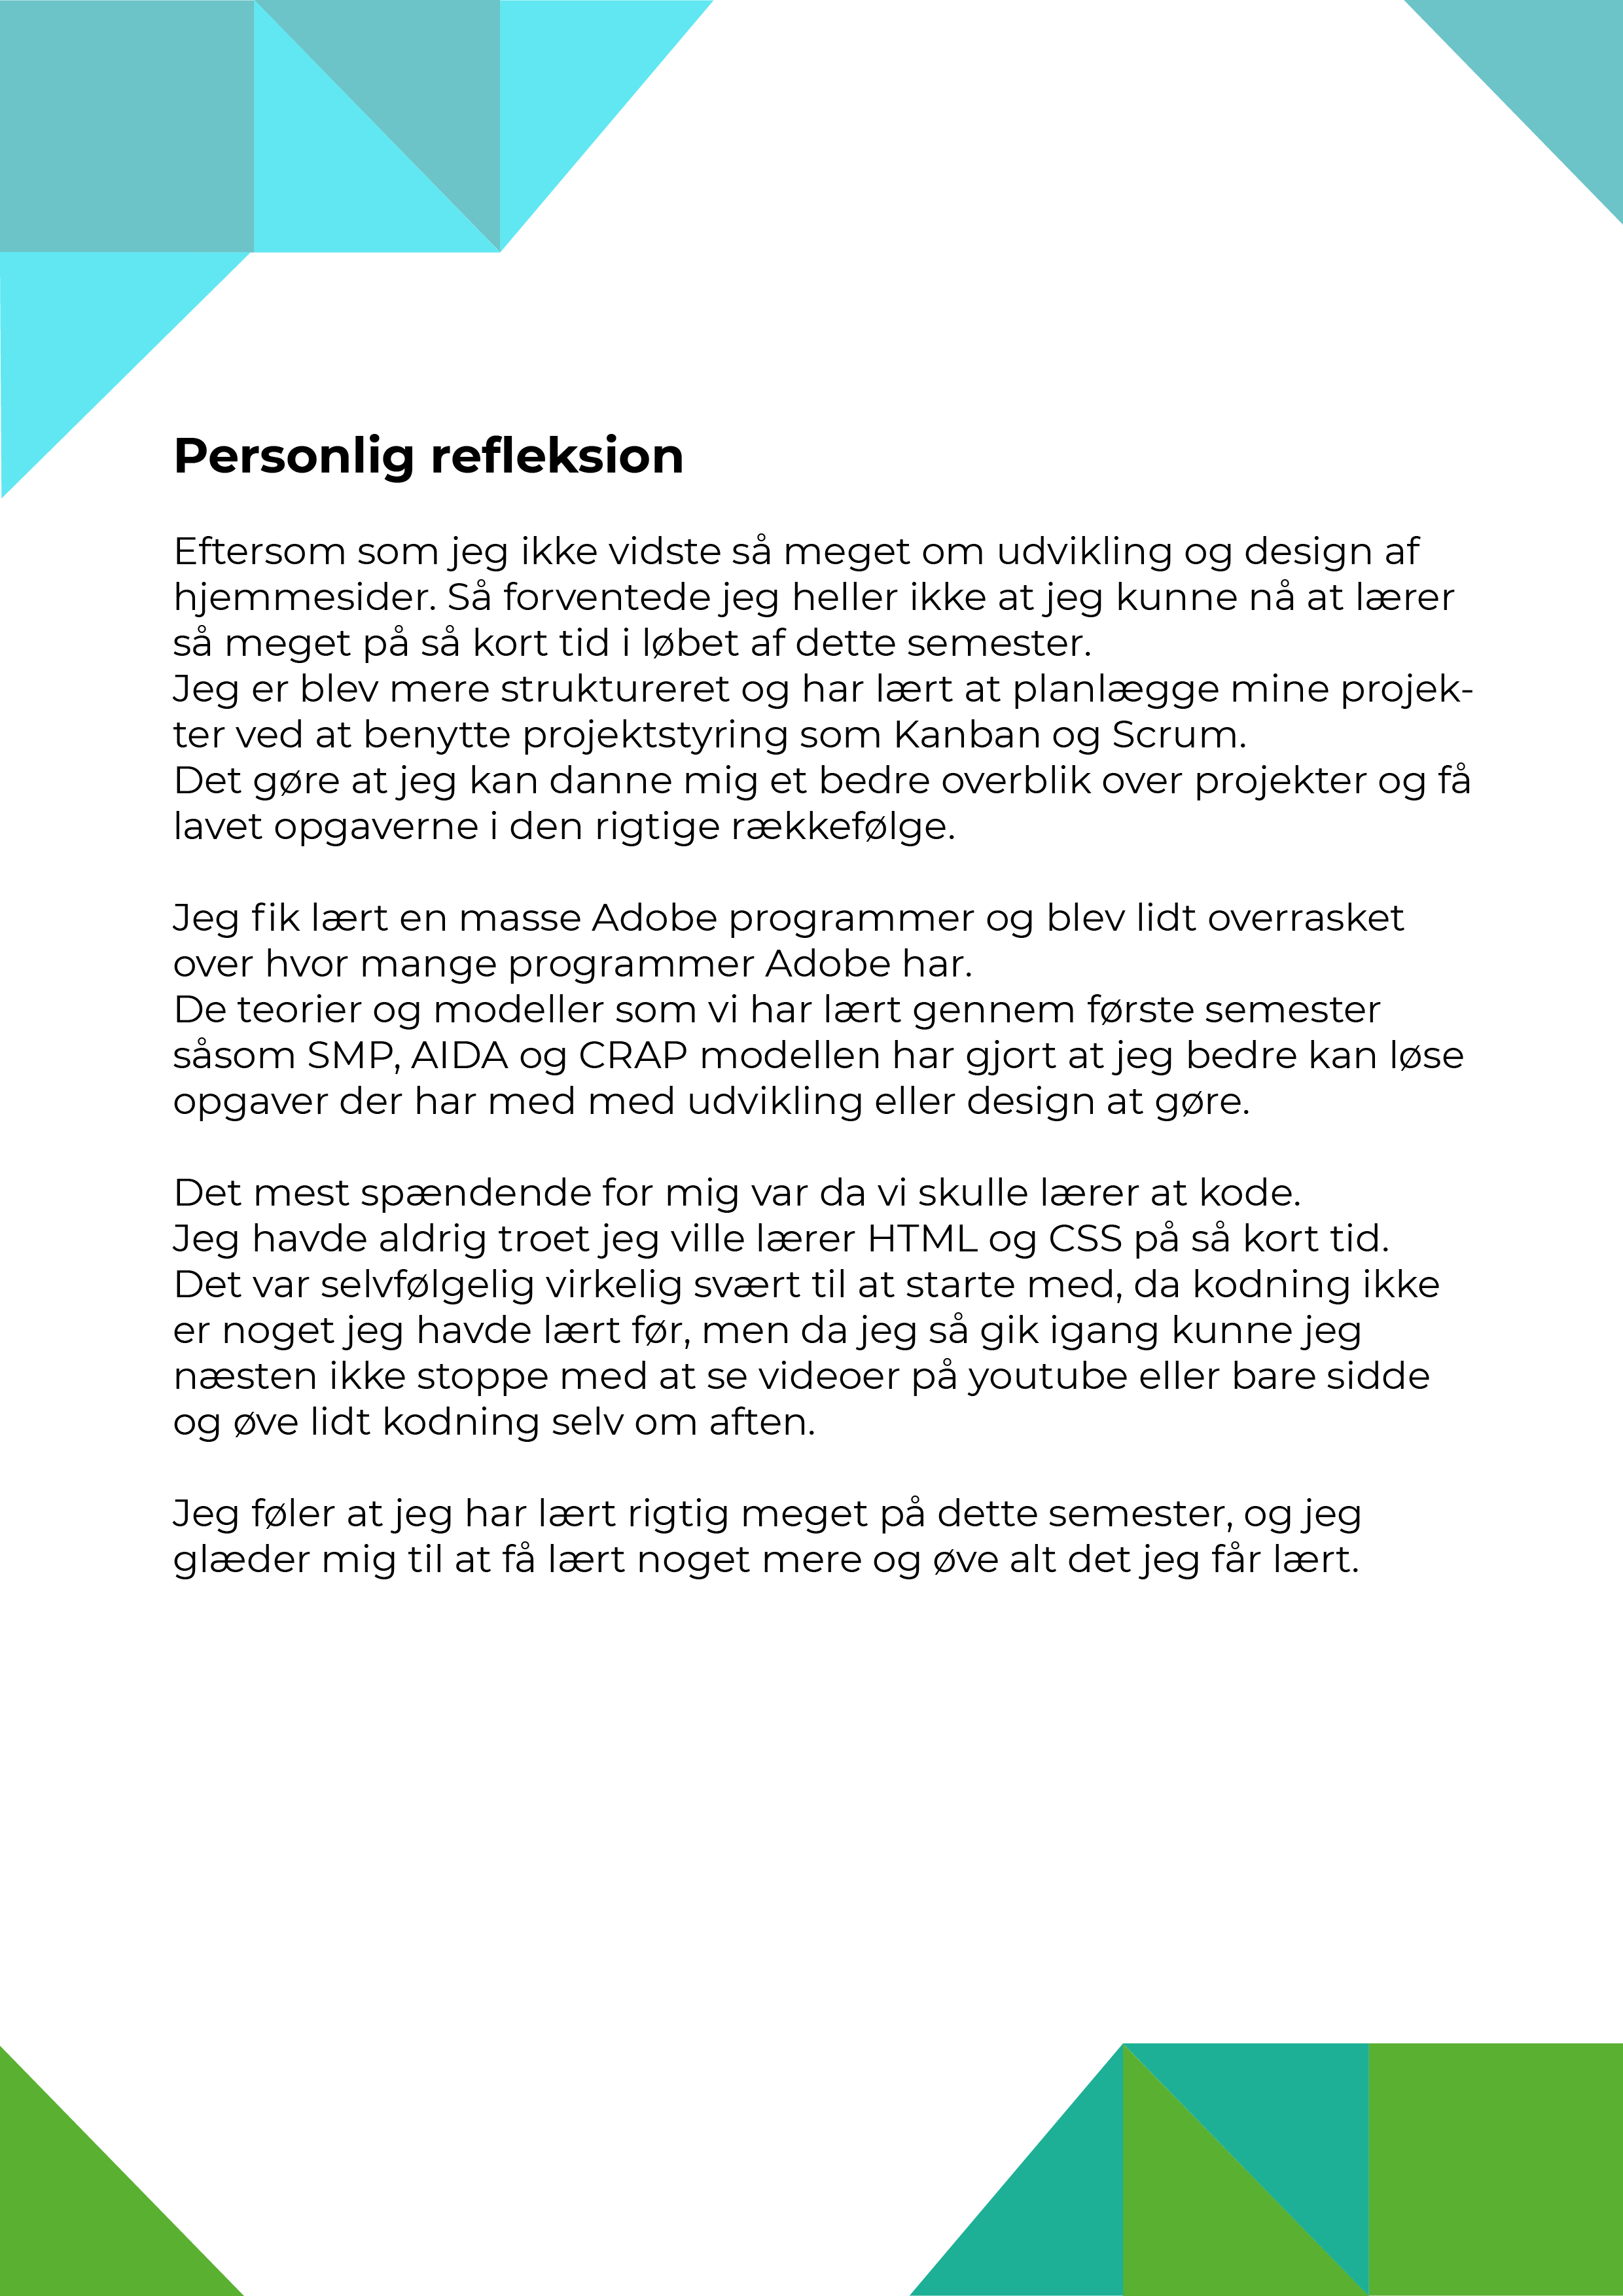 Personlig refleksion
Eftersom som jeg ikke vidste så meget om udvikling og design af
hjemmesider. Så forventede jeg heller ikke at jeg kunne nå at lærer
så meget på så kort tid i løbet af dette semester.
Jeg er blev mere struktureret og har lært at planlægge mine projek-
ter ved at benytte projektstyring som Kanban og Scrum.
Det gøre at jeg kan danne mig et bedre overblik over projekter og få
lavet opgaverne i den rigtige rækkefølge.
Jeg fik lært en masse Adobe programmer og blev lidt overrasket
over hvor mange programmer Adobe har.
De teorier og modeller som vi har lært gennem første semester
såsom SMP, AIDA og CRAP modellen har gjort at jeg bedre kan løse
opgaver der har med med udvikling eller design at gøre.
Det mest spændende for mig var da vi skulle lærer at kode.
Jeg havde aldrig troet jeg ville lærer HTML og CSS på så kort tid.
Det var selvfølgelig virkelig svært til at starte med, da kodning ikke
er noget jeg havde lært før, men da jeg så gik igang kunne jeg
næsten ikke stoppe med at se videoer på youtube eller bare sidde
og øve lidt kodning selv om aften.
Jeg føler at jeg har lært rigtig meget på dette semester, og jeg
glæder mig til at få lært noget mere og øve alt det jeg får lært.